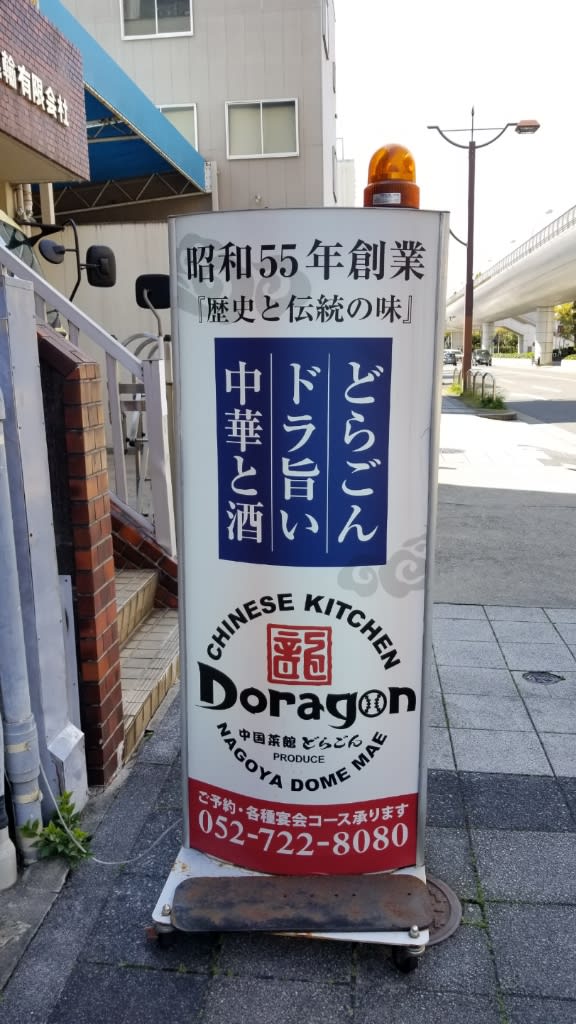 輪有限会社
昭和55年創業
『歴史と伝統の味』
どらごん
ドラ旨い
中華と酒
CHINESE KITCHEN
龍
Doragon
中国菜館 どらごん
PRODUCE
NAGOYA DOME MAE
ご予約・各種宴会コース承ります
052-722-8080